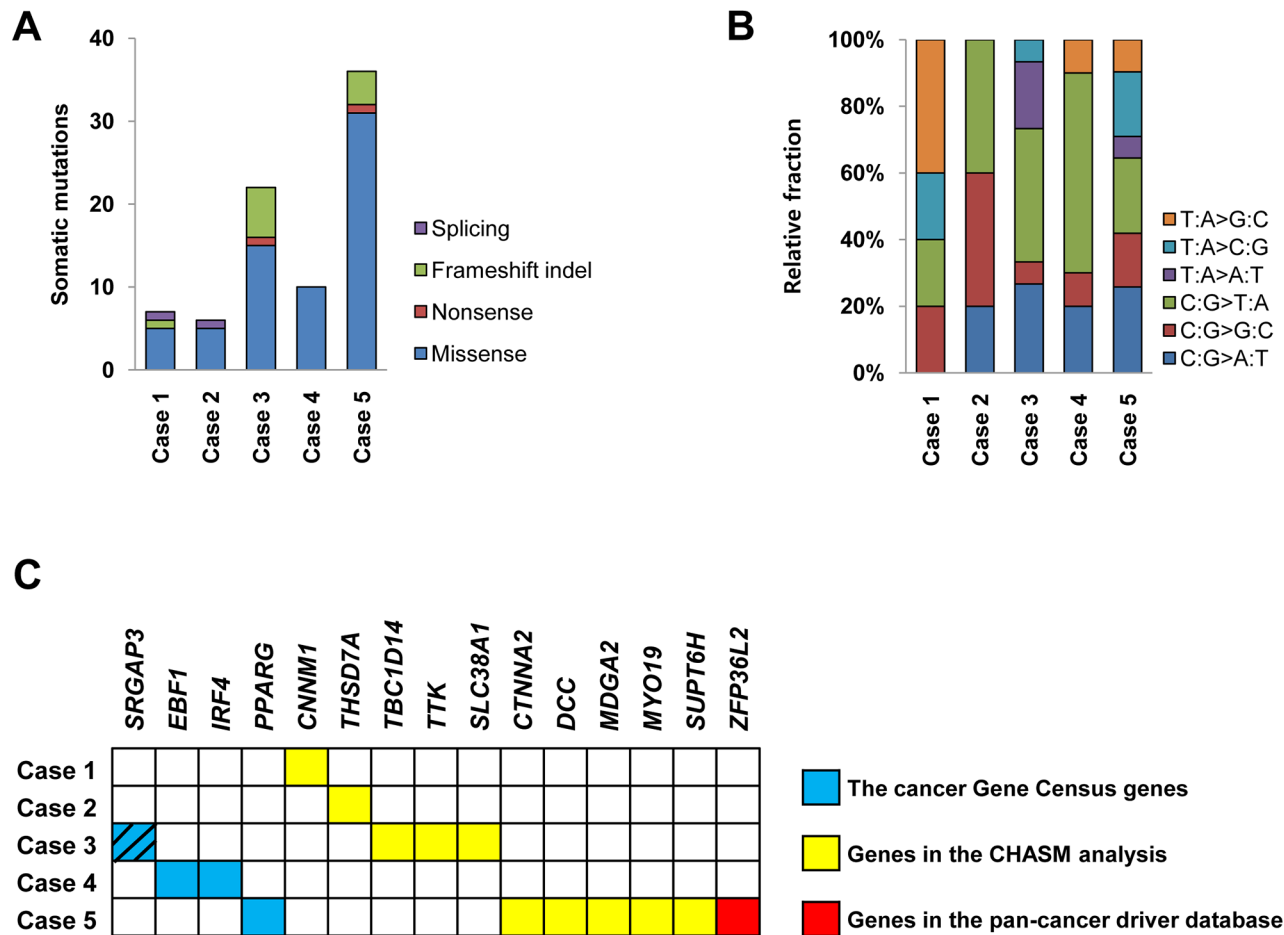 A
Somatic mutations
40
30
20
10
0
Case 1
Case 2
Case 3
Case 4
Case 5
Splicing
Frameshift indel
Nonsense
Missense
B
Relative fraction
100%
80%
60%
40%
20%
0%
Case 1
Case 2
Case 3
Case 4
Case 5
T:A>G:C
T:A>C:G
T:A>A:T
C:G>T:A
C:G>G:C
C:G>A:T
C
SRGAP3
EBF1
IRF4
PPARG
CNNM1
THSD7A
TBC1D14
TTK
SLC38A1
CTNNA2
DCC
MDGA2
MYO19
SUPT6H
ZFP36L2
Case 1
Case 2
Case 3
Case 4
Case 5
The cancer Gene Census genes
Genes in the CHASM analysis
Genes in the pan-cancer driver database